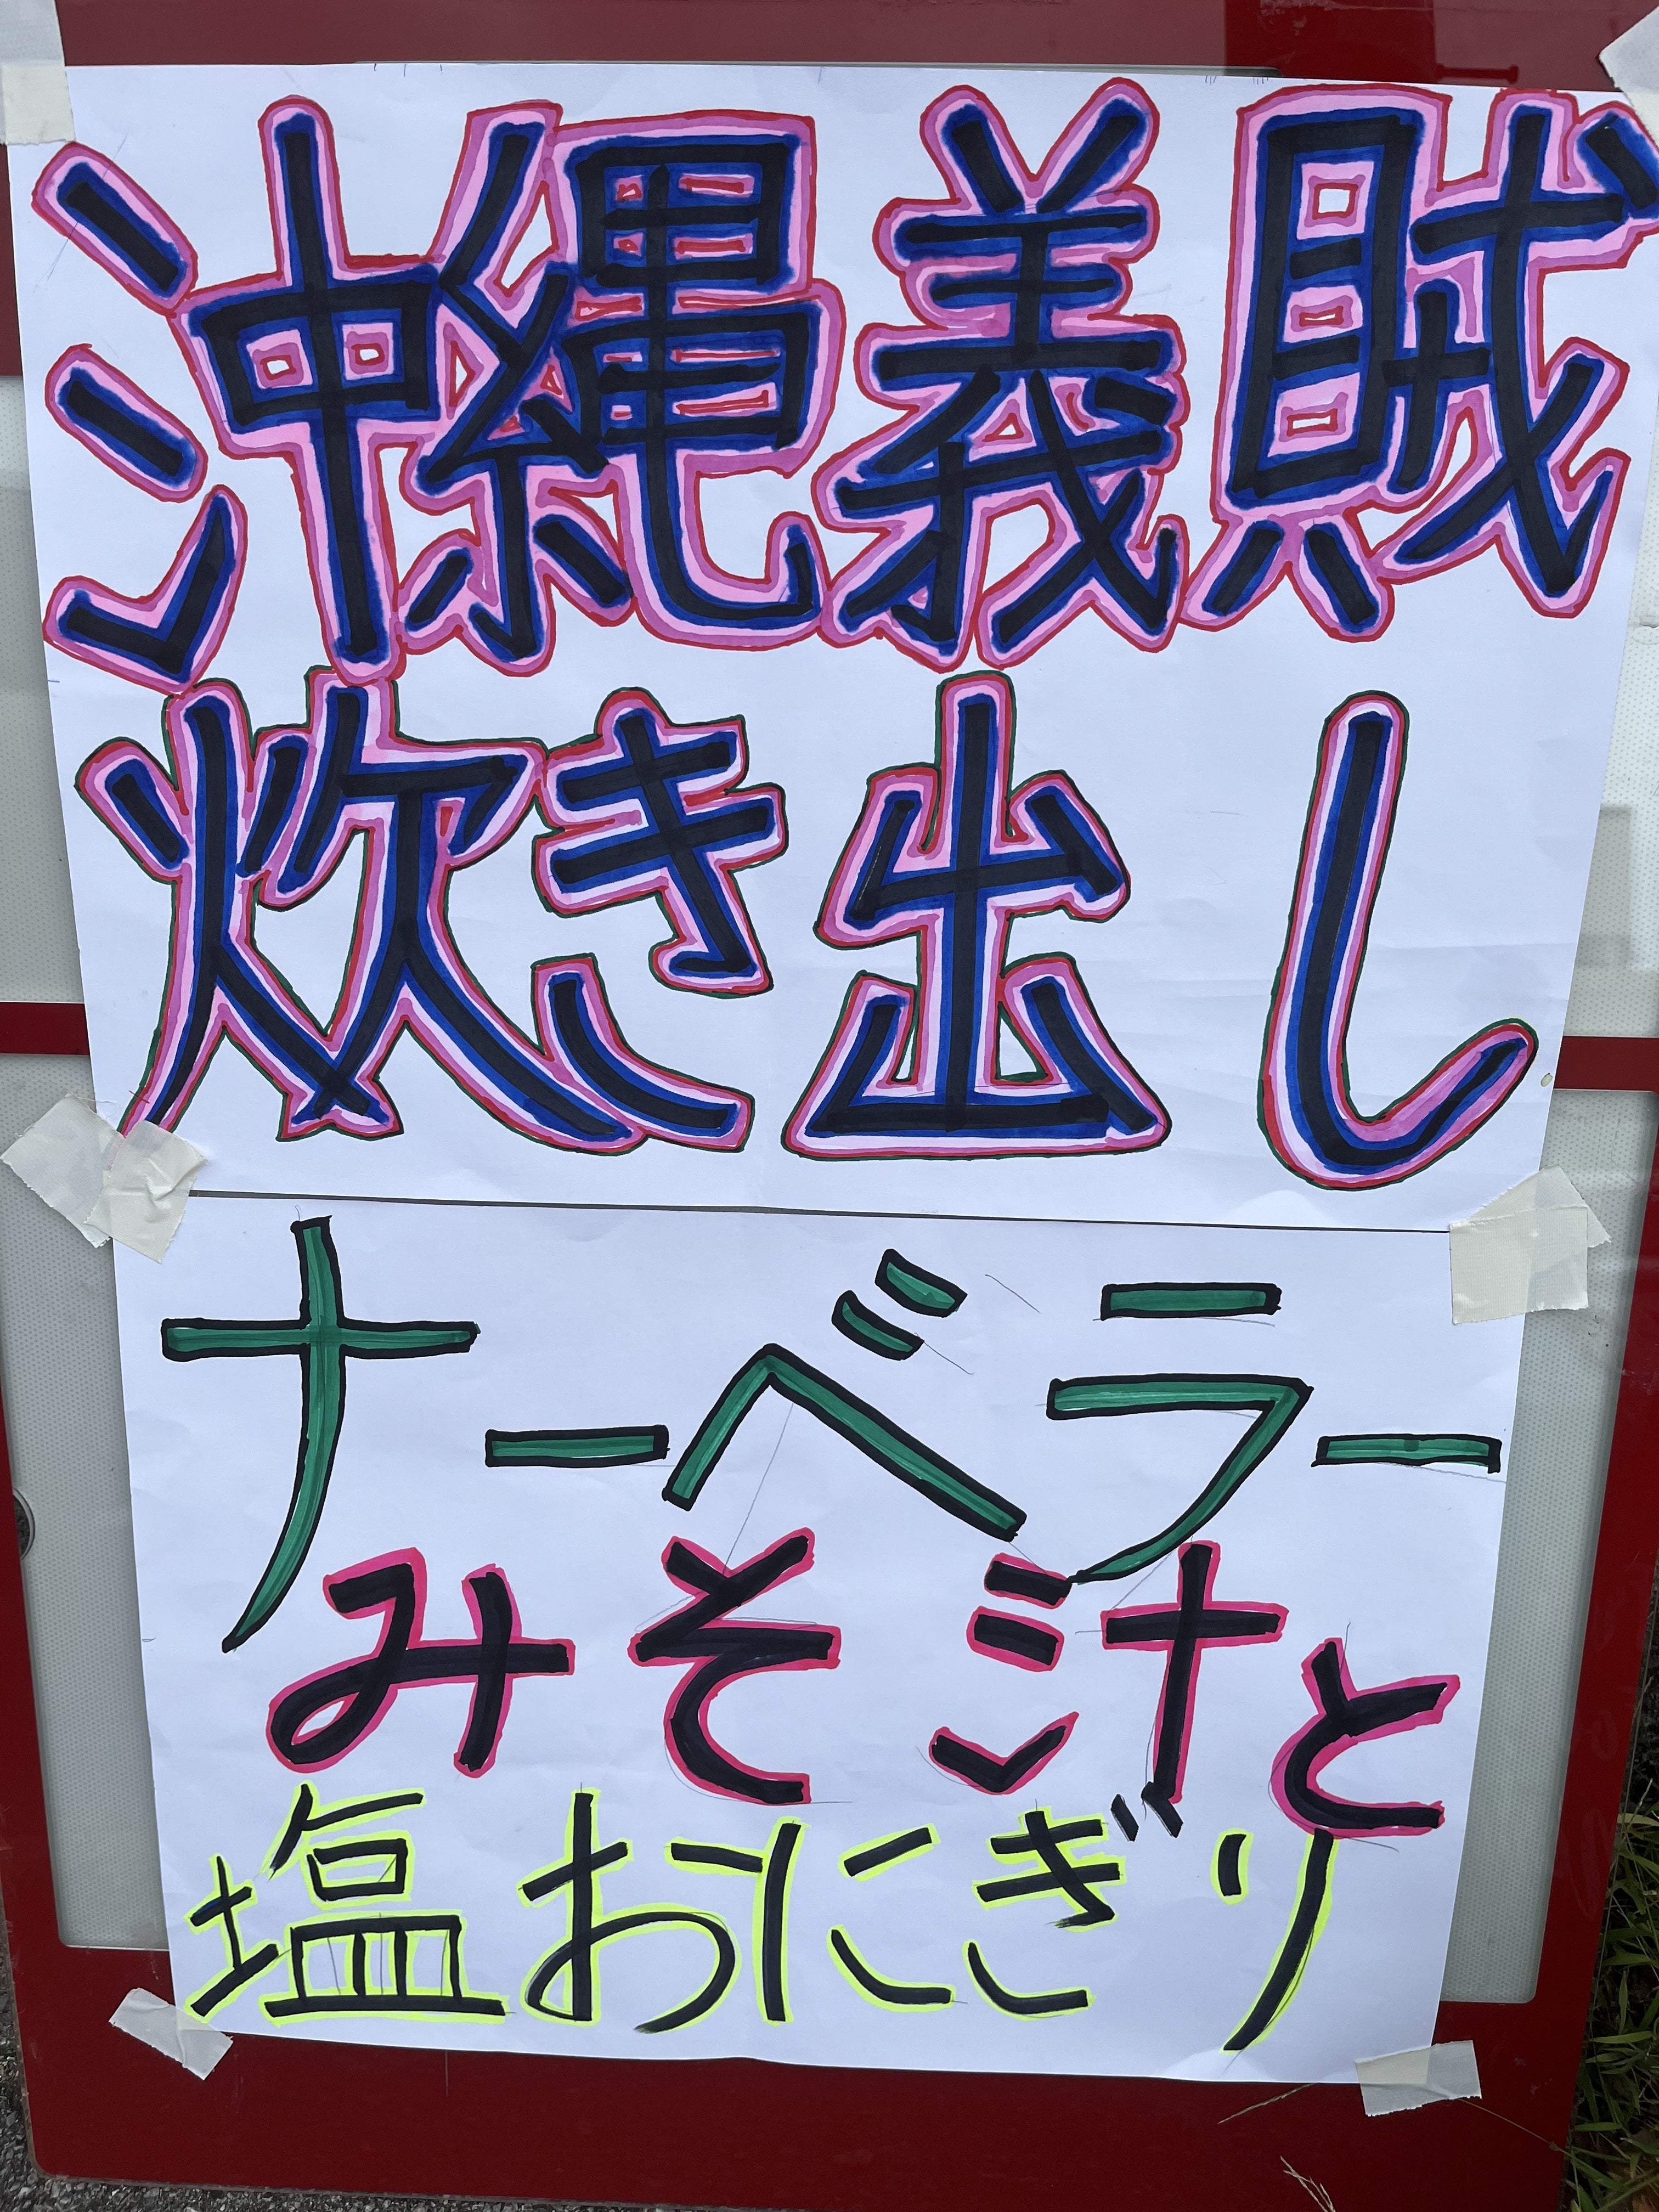 沖縄義賊
炊き出し
ナーベラー
みそ汁と
塩おにぎり